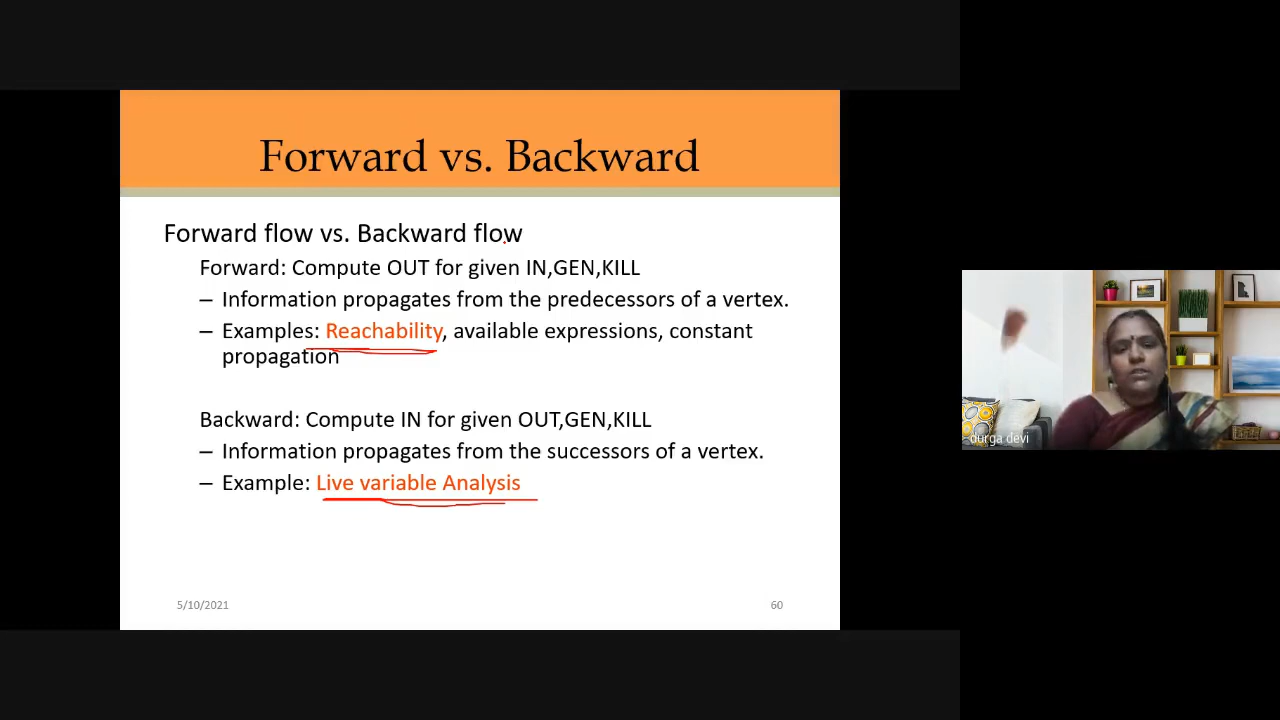 Forward vs. Backward
Forward flow vs. Backward flow
Forward: Compute OUT for given IN,GEN,KILL
– Information propagates from the predecessors of a vertex.
– Examples: Reachability, available expressions, constant
propagation
Backward: Compute IN for given OUT,GEN,KILL
– Information propagates from the successors of a vertex.
– Example: Live variable Analysis
5/10/2021
60
durga devi